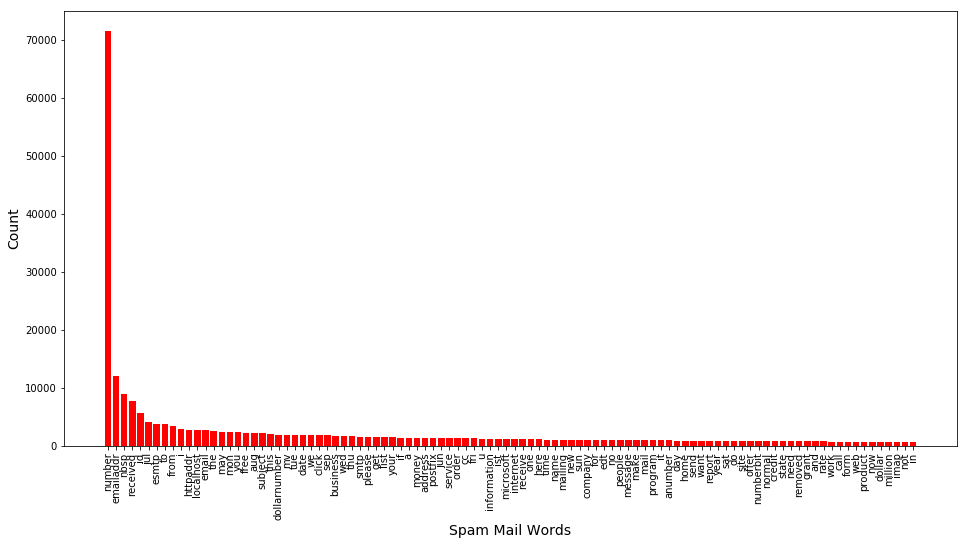 70000
60000
50000
40000
30000
20000
10000
0
Count
number
emailaddr
nbsp
received
id
jul
esmtp
to
from
i
httpaddr
localhost
email
the
may
mon
you
free
aug
subject
this
dollarnumber
my
tue
date
we
click
sep
business
wed
thu
smtp
please
get
list
your
if
a
money
address
postfix
jun
service
order
cc
fri
u
information
ist
microsoft
internet
receive
one
here
time
name
mailing
new
sun
company
for
edt
no
people
message
make
mail
program
it
anumber
day
home
send
want
report
year
sat
do
site
offer
numberbit
normal
credit
state
need
removed
grant
and
rate
work
call
form
web
product
now
dollar
million
imap
not
in
Spam Mail Words